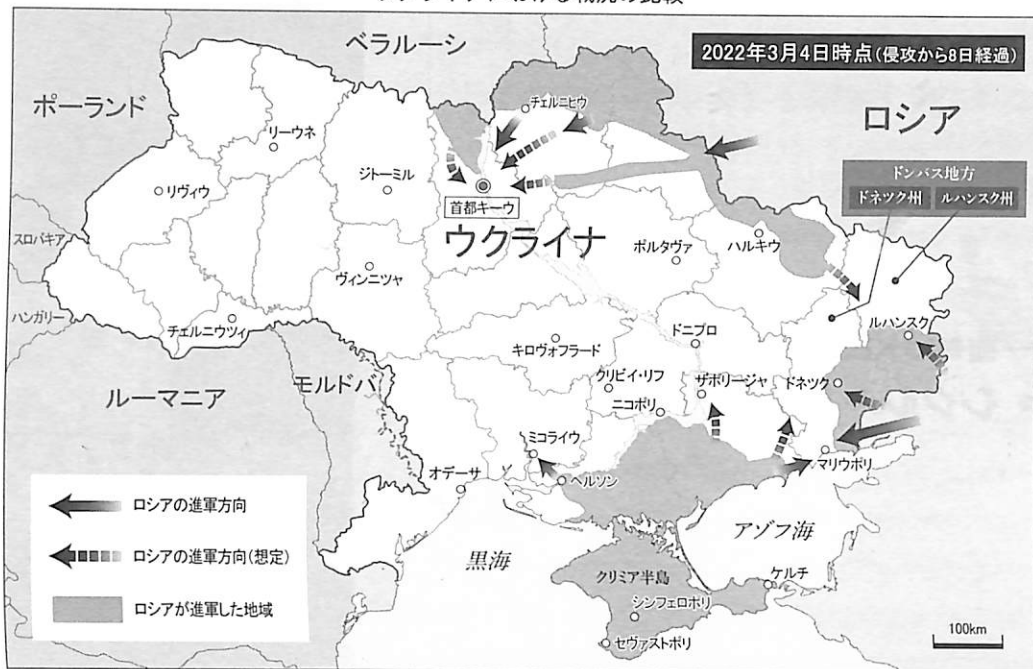 2022年3月4日時点(侵攻から8日経過)
ベラルーシ
ポーランド
ロシア
チェルニヒウ
リーウネ
ジトーミル
リヴィウ
首都キーウ
ドンバス地方
ドネツク州
ルハンスク州
スロバキア
ウクライナ
ポルタヴァ
ハルキウ
ヴィンニツャ
ハンガリー
チェルニウツィ
ルハンスク
ドニプロ
キロヴォフラード
モルドバ
ルーマニア
クリビィ・リフ
ザポリージャ
ドネツク
ニコポリ
ミコライウ
マリウポリ
オデーサ
ヘルソン
アゾフ海
黒海
クリミア半島
ケルチ
シンフェロポリ
セヴァストポリ
ロシアの進軍方向
ロシアの進軍方向(想定)
ロシアが進軍した地域
100km